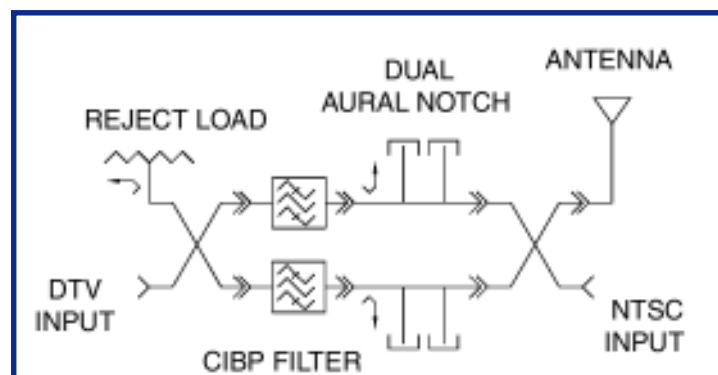 ANTENNA
DUAL
AURAL NOTCH
REJECT LOAD
DTV
INPUT
NTSC
INPUT
CIBP FILTER